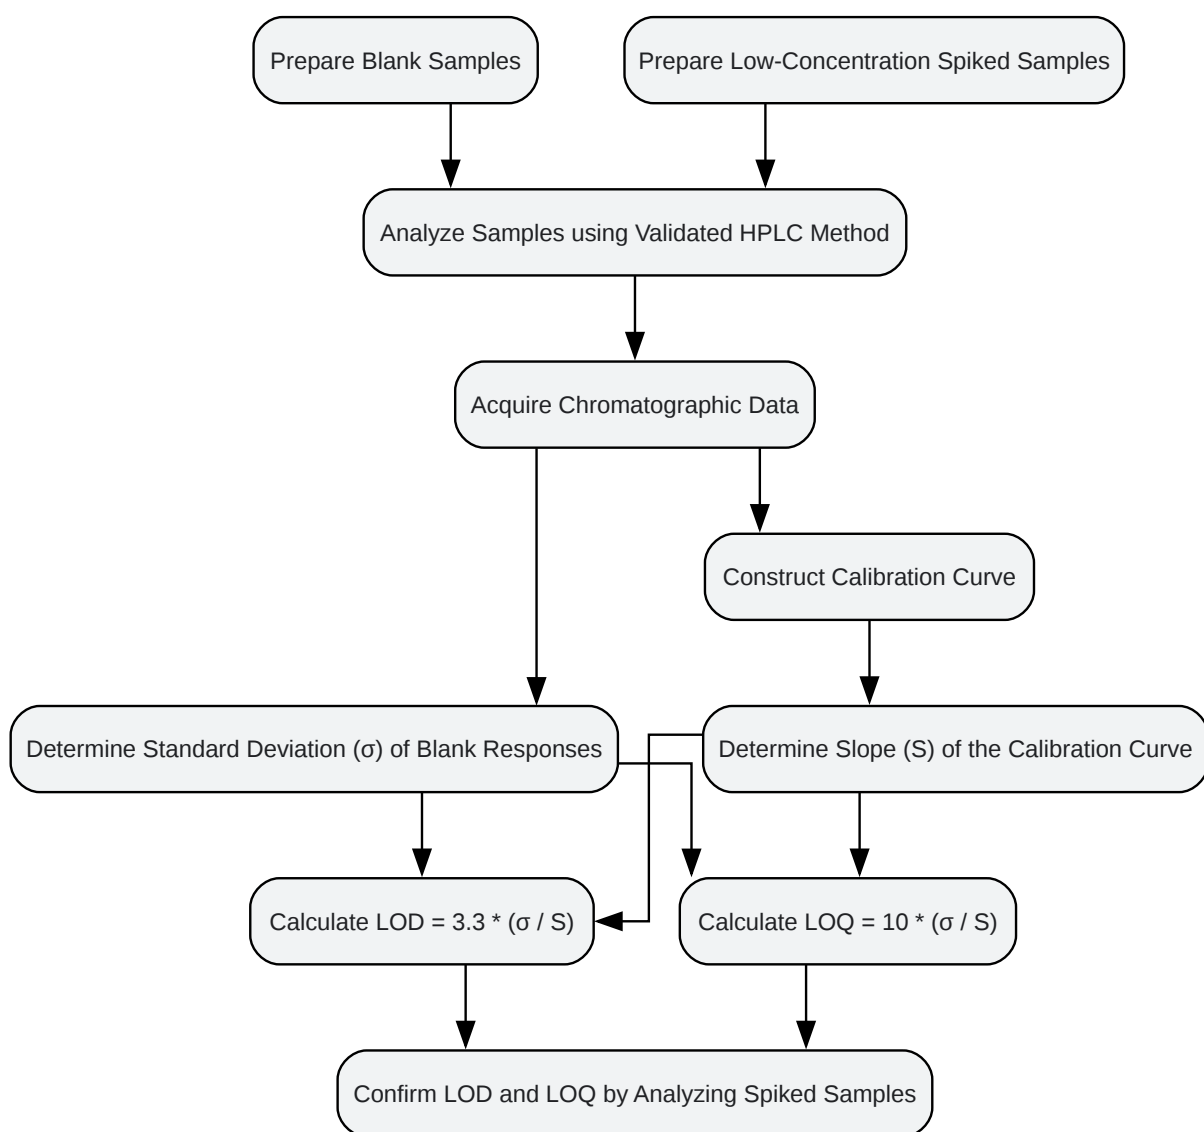 Prepare Blank Samples
Prepare Low-Concentration Spiked Samples
Analyze Samples using Validated HPLC Method
Acquire Chromatographic Data
Construct Calibration Curve
Determine Standard Deviation (σ) of Blank Responses
Determine Slope (S) of the Calibration Curve
Calculate LOD = 3.3 * (σ / S)
Calculate LOQ = 10 * (σ / S)
Confirm LOD and LOQ by Analyzing Spiked Samples